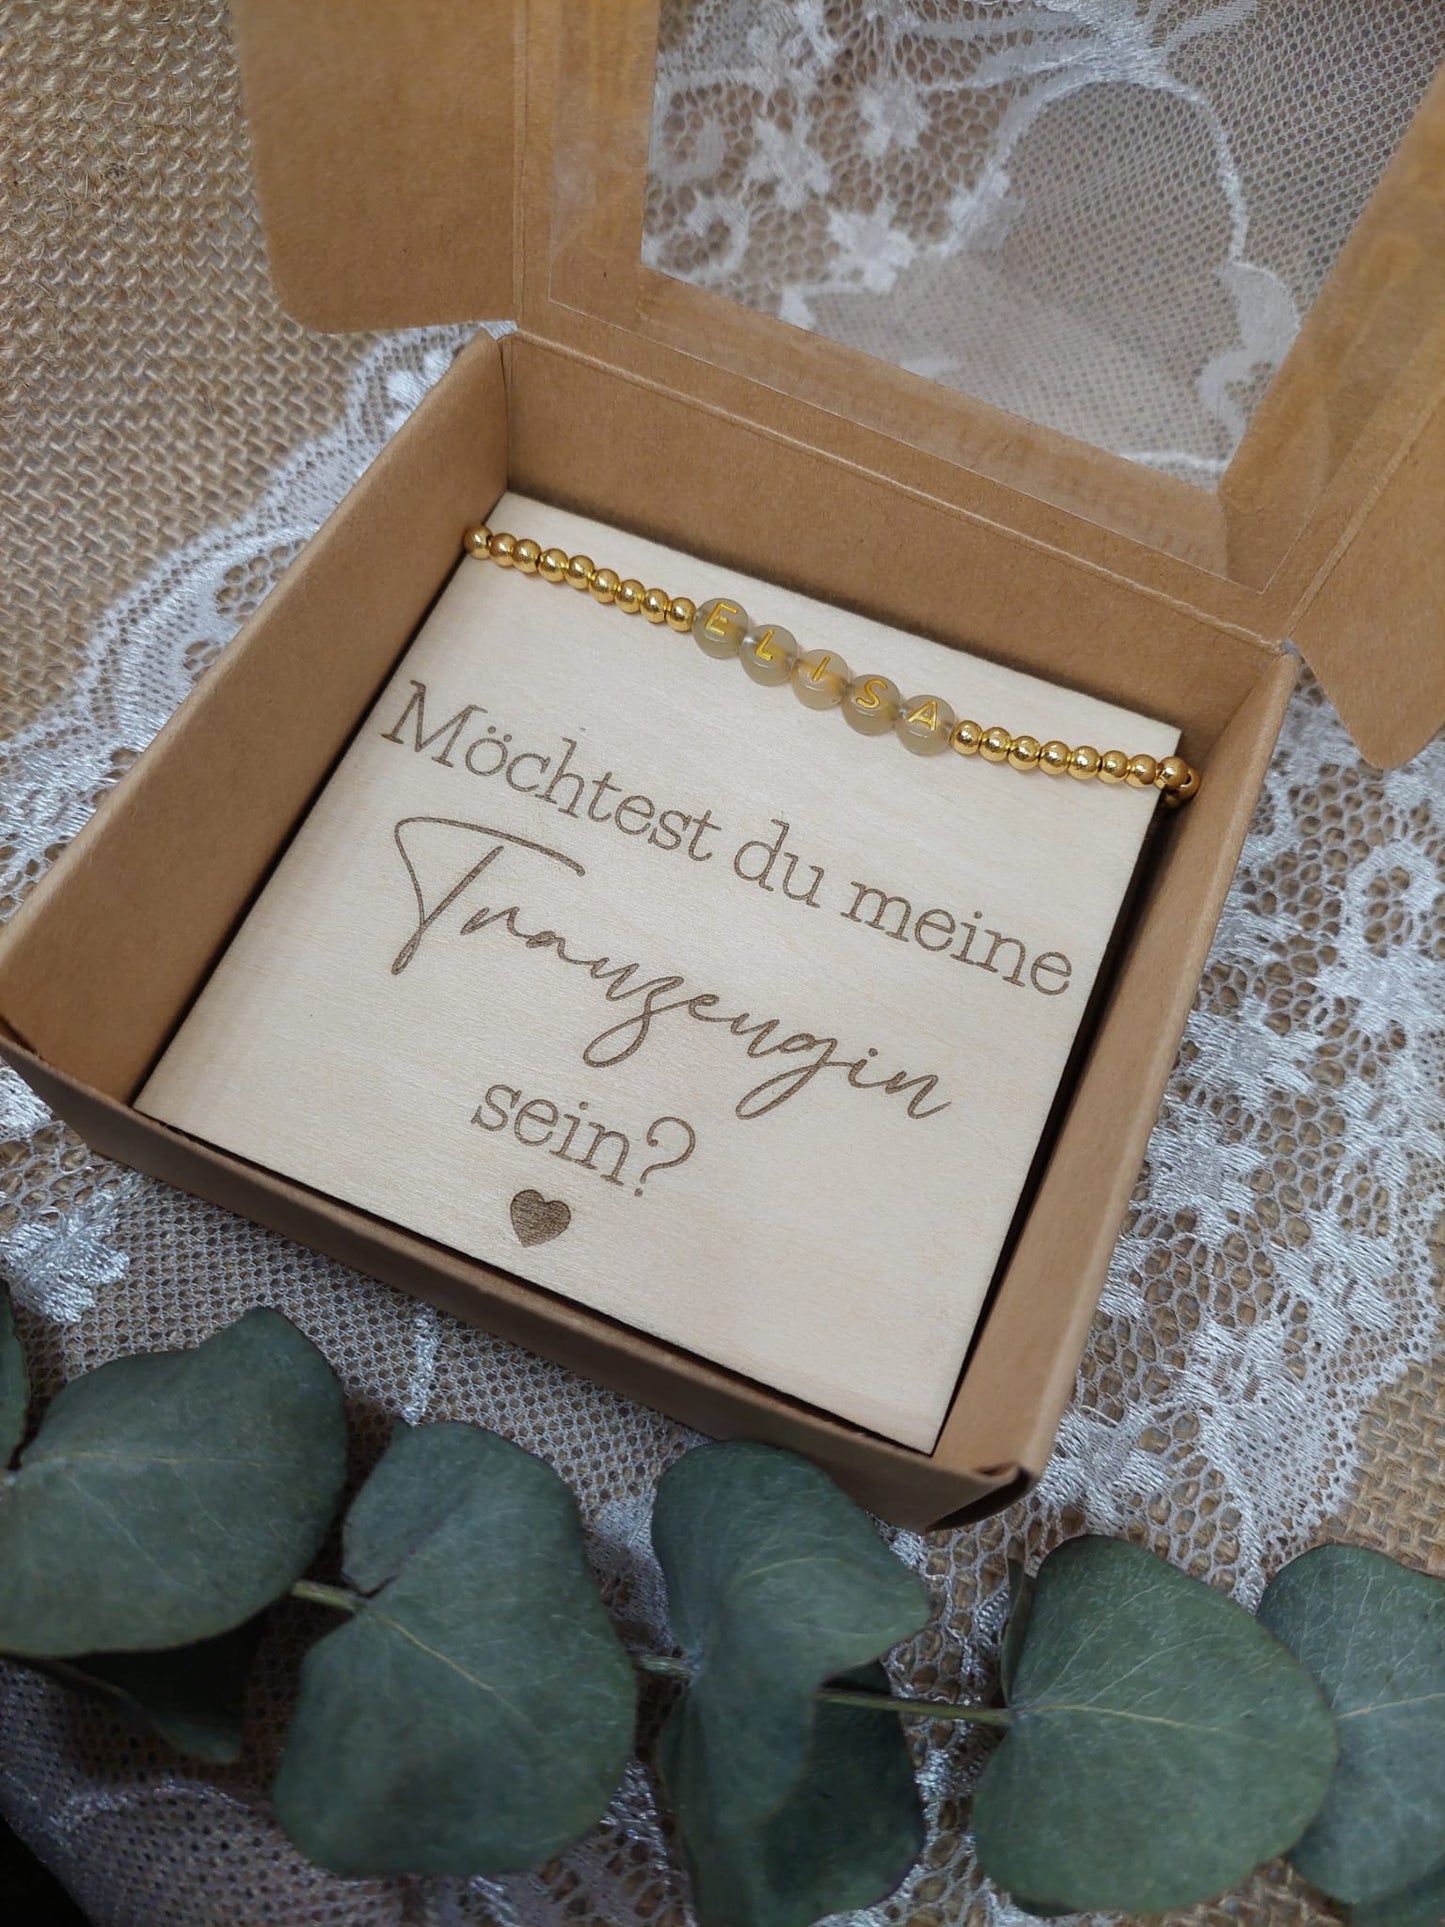 ELISA
Möchtest du meine
Trauzeugin
sein?